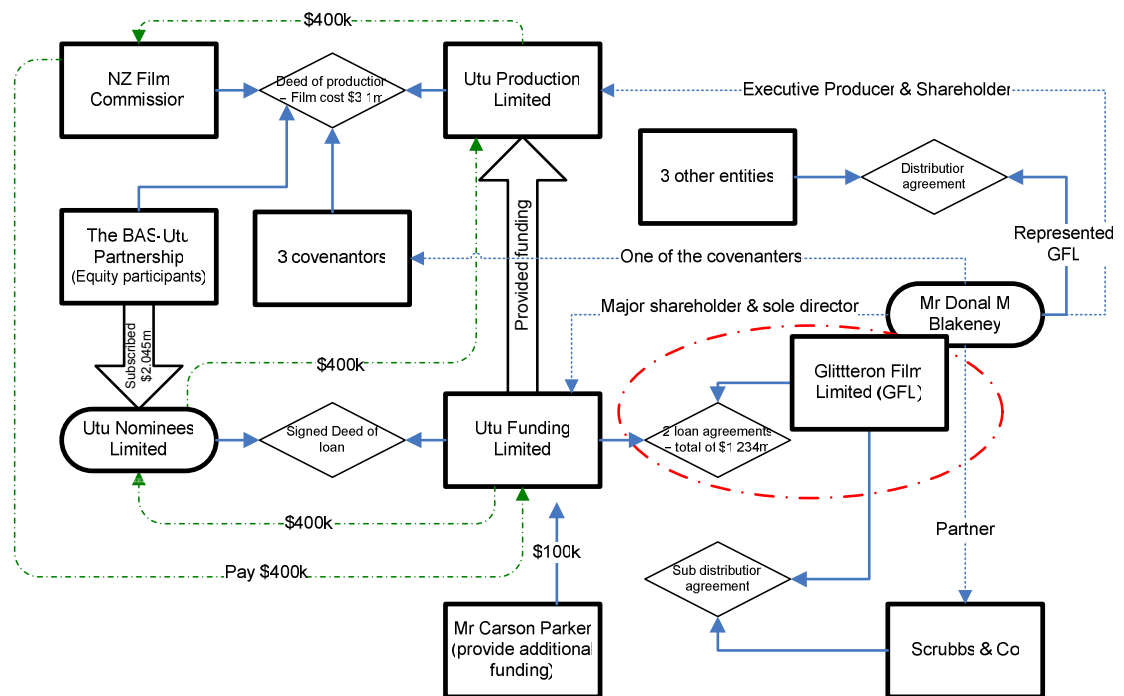 $400k
NZ Film
Commission
Deed of production
– Film cost $3 1m
Utu Production
Limited
Executive Producer & Shareholder
3 other entities
Distribution
agreement
The BAS-Utu
Partnership
(Equity participants)
3 covenantors
Provided funding
Represented
GFL
One of the covenanters
Major shareholder & sole director
Mr Donal M
Blakeney
Subscribed
$2.045m
$400k
Glittteron Film
Limited (GFL)
Utu Nominees
Limited
Signed Deed of
loan
Utu Funding
Limited
2 loan agreements
– total of $1 234m
$400k
$100k
Partner
Pay $400k
Sub distribution
agreement
Mr Carson Parker
(provide additional
funding)
Scrubbs & Co